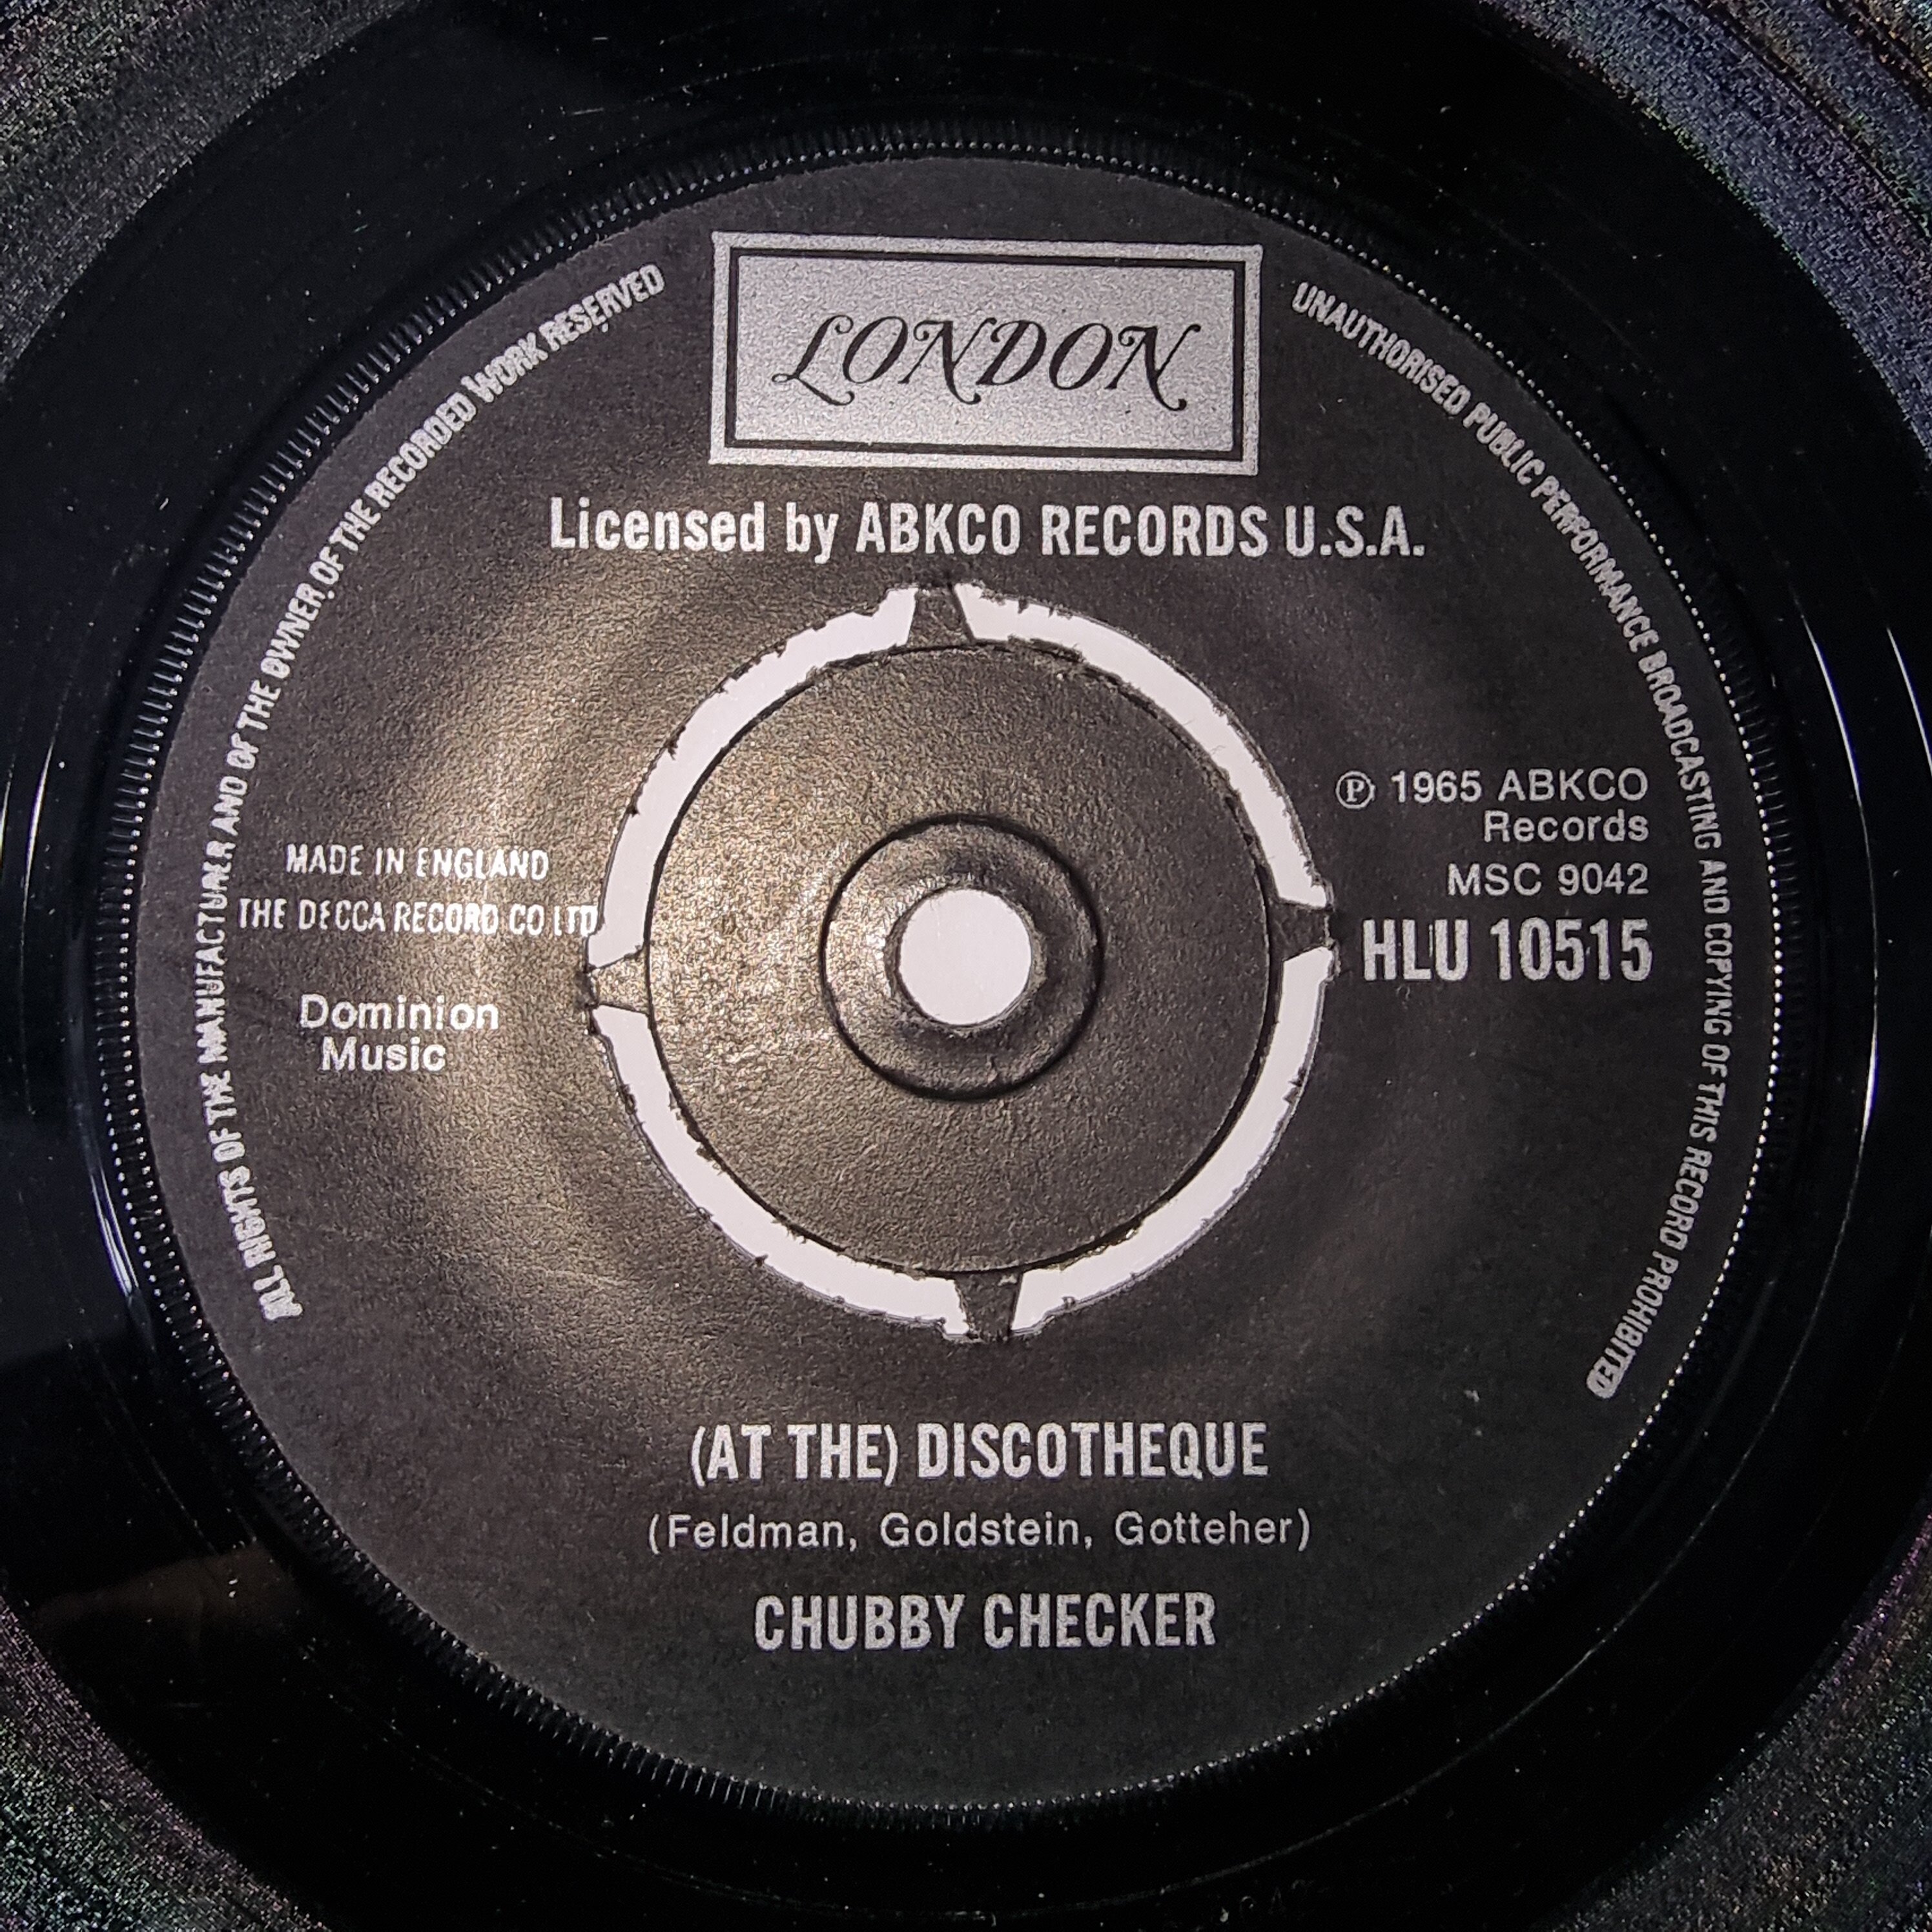 LONDON
Licensed by ABKCO RECORDS U.S.A.
ALL RIGHTS OF THE MANUFACTURER AND OF THE OWNER OF THE RECORDED WORK RESERVED
UNAUTHORISED PUBLIC PERFORMANCE BROADCASTING AND COPYING OF THIS RECORD PROHIBITED
MADE IN ENGLAND
THE DECCA RECORD CO LTD
Dominion
Music
℗ 1965 ABKCO
Records
MSC 9042
HLU 10515
(AT THE) DISCOTHEQUE
(Feldman, Goldstein, Gotteher)
CHUBBY CHECKER